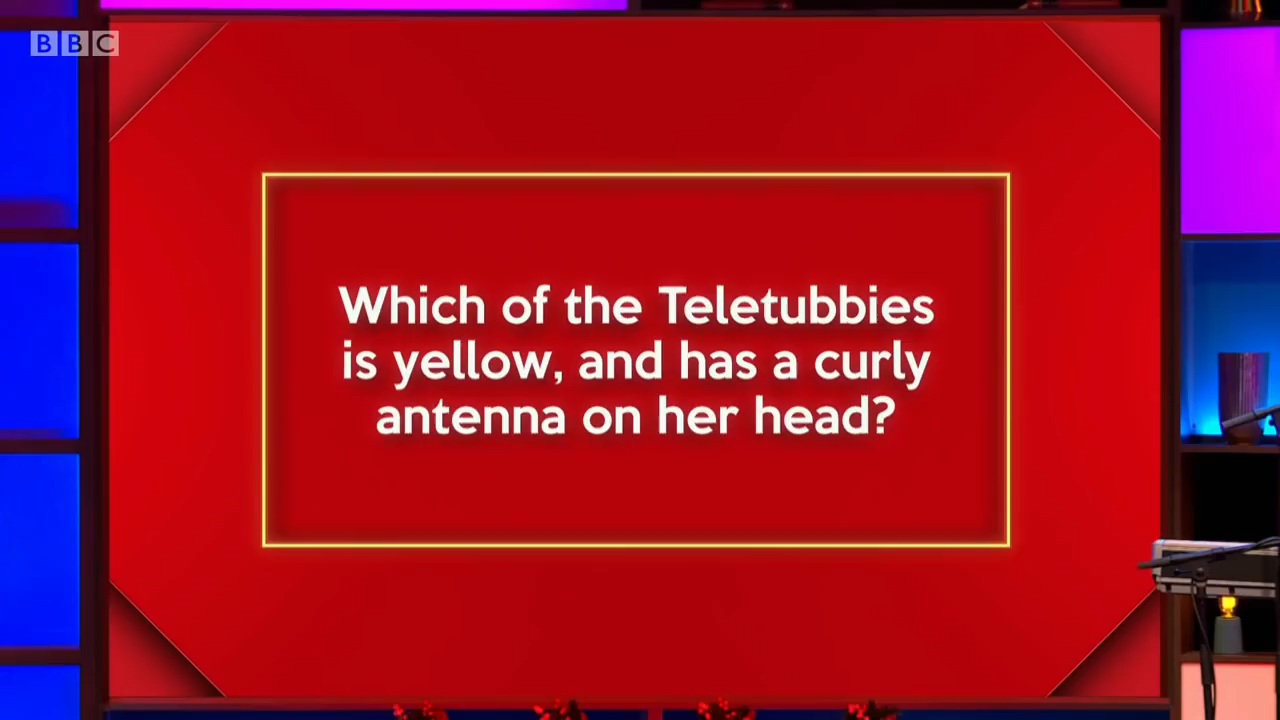 BBC
Which of the Teletubbies
is yellow, and has a curly
antenna on her head?